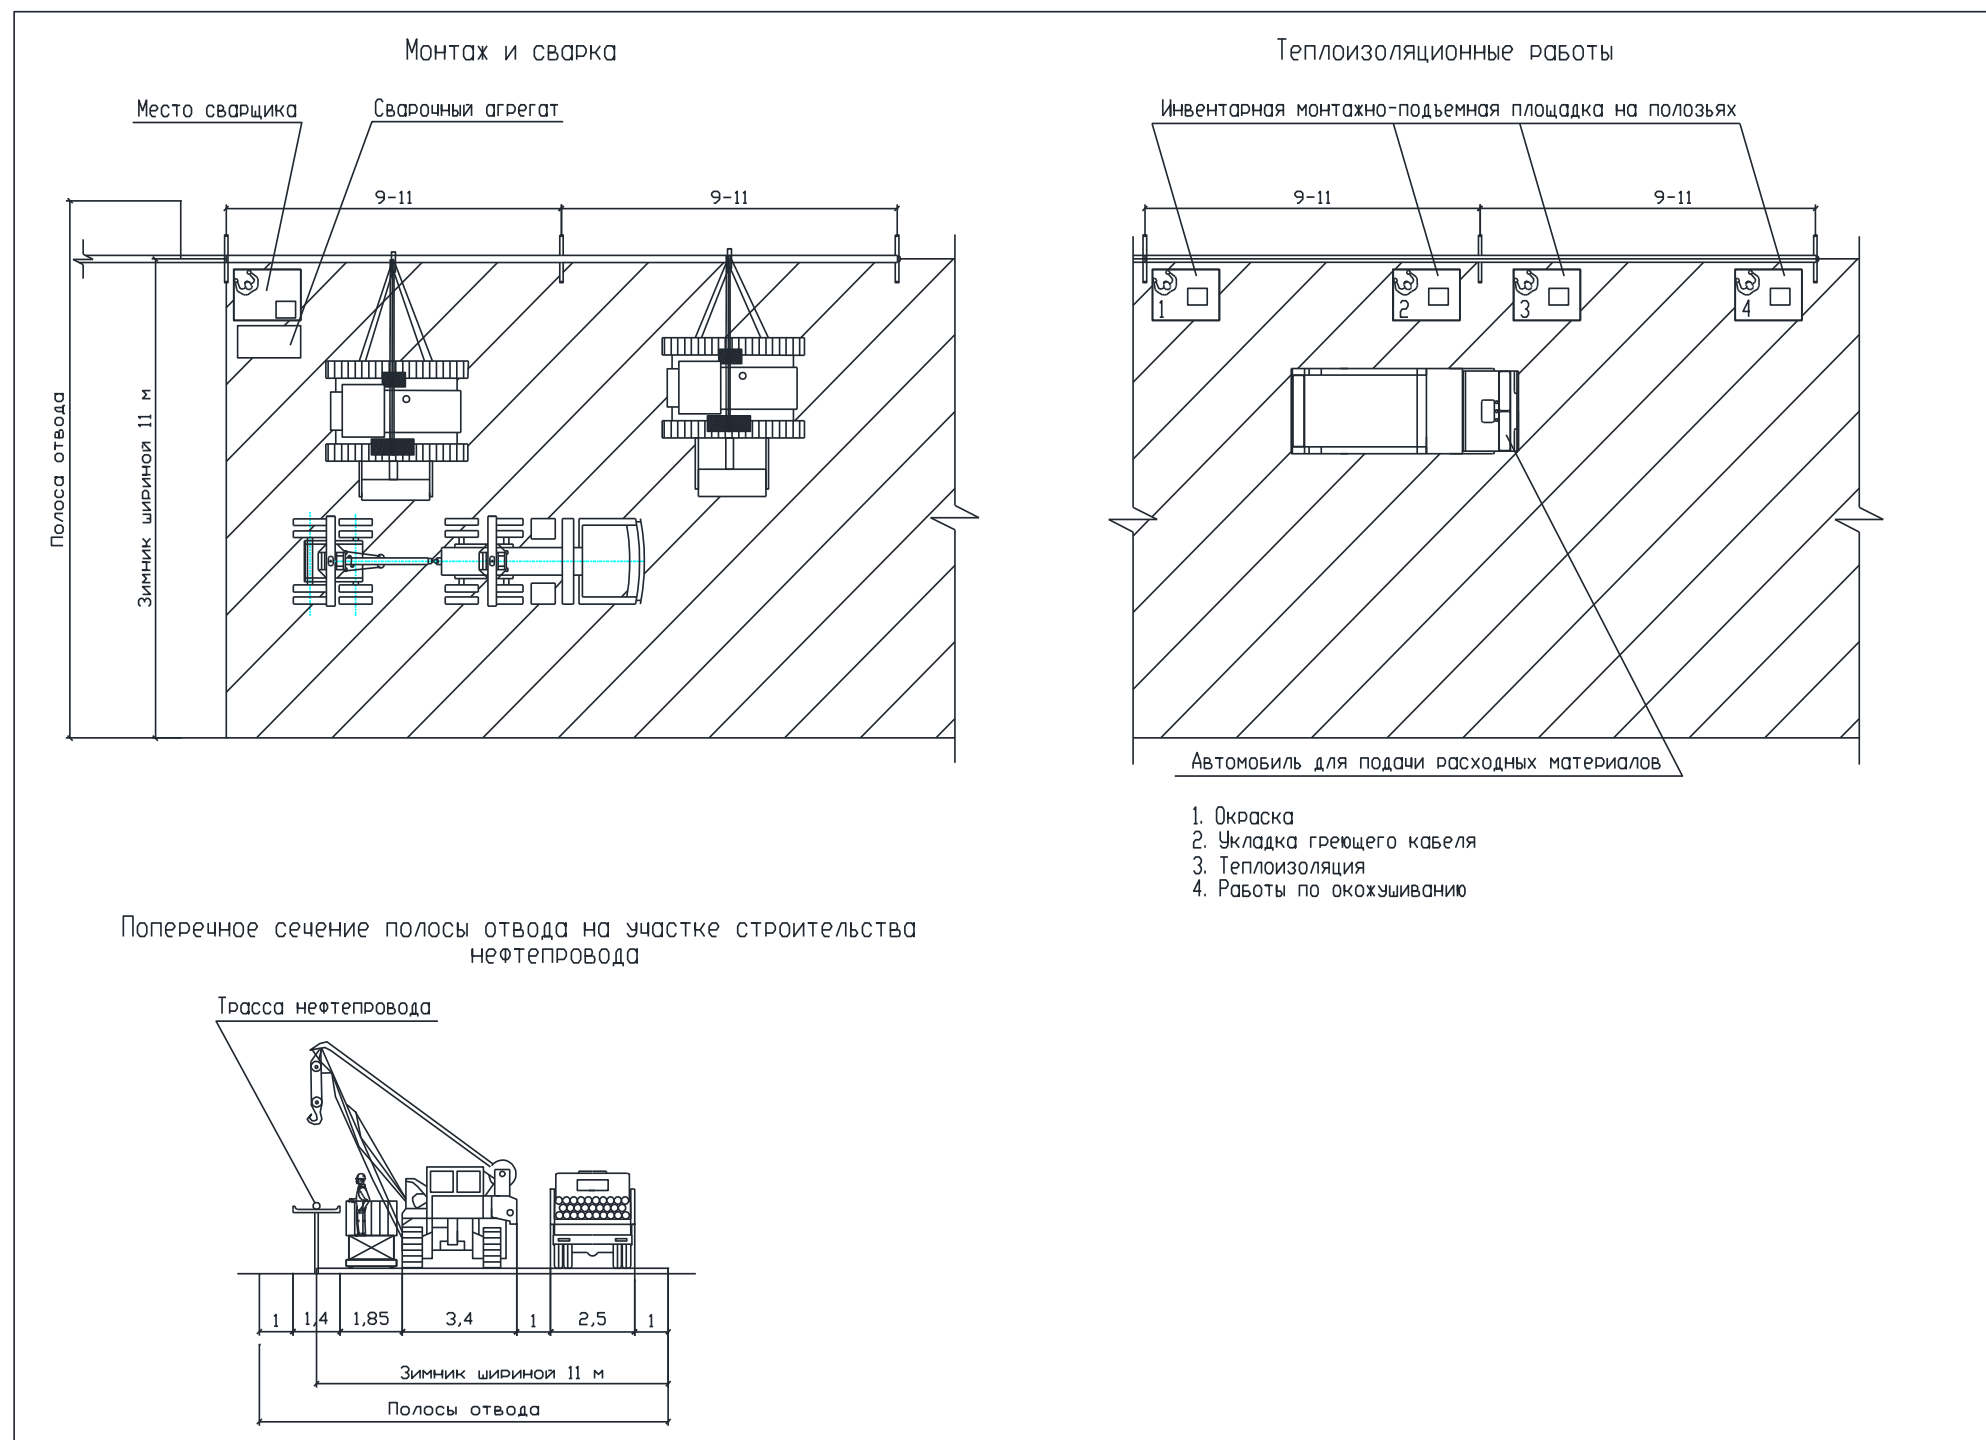 Монтаж и сварка
Теплоизоляционные работы
Место сварщика
Сварочный агрегат
Инвентарная монтажно-подъемная площадка на полозьях
9-11
9-11
9-11
9-11
1
2
3
4
Полоса отвода
Зимник шириной 11 м
Автомобиль для подачи расходных материалов
1. Окраска
2. Укладка греющего кабеля
3. Теплоизоляция
4. Работы по окожушиванию
Поперечное сечение полосы отвода на участке строительства
нефтепровода
Трасса нефтепровода
1
1,4
1,85
3,4
1
2,5
1
Зимник шириной 11 м
Полосы отвода